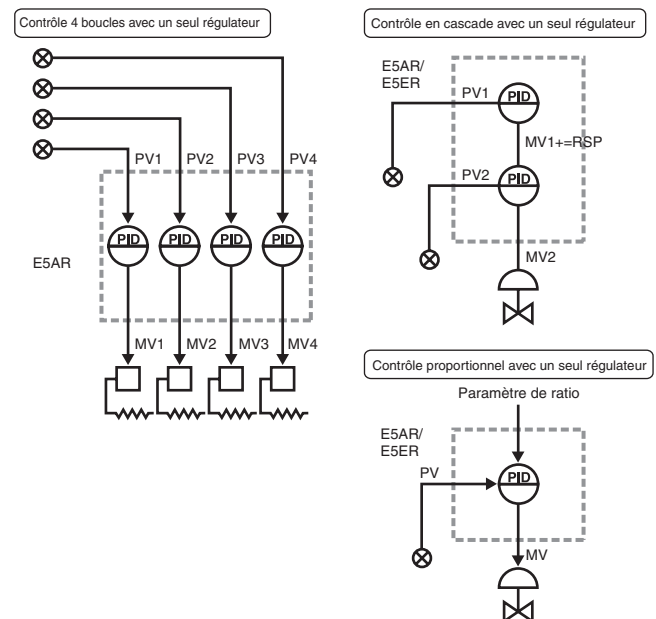 Contrôle 4 boucles avec un seul régulateur
PV1 PV2 PV3 PV4
PID PID PID PID
E5AR
MV1 MV2 MV3 MV4
Contrôle en cascade avec un seul régulateur
E5AR/
E5ER
PV1
PID
MV1+=RSP
PV2
PID
MV2
Contrôle proportionnel avec un seul régulateur
Paramètre de ratio
E5AR/
E5ER
PV
PID
MV